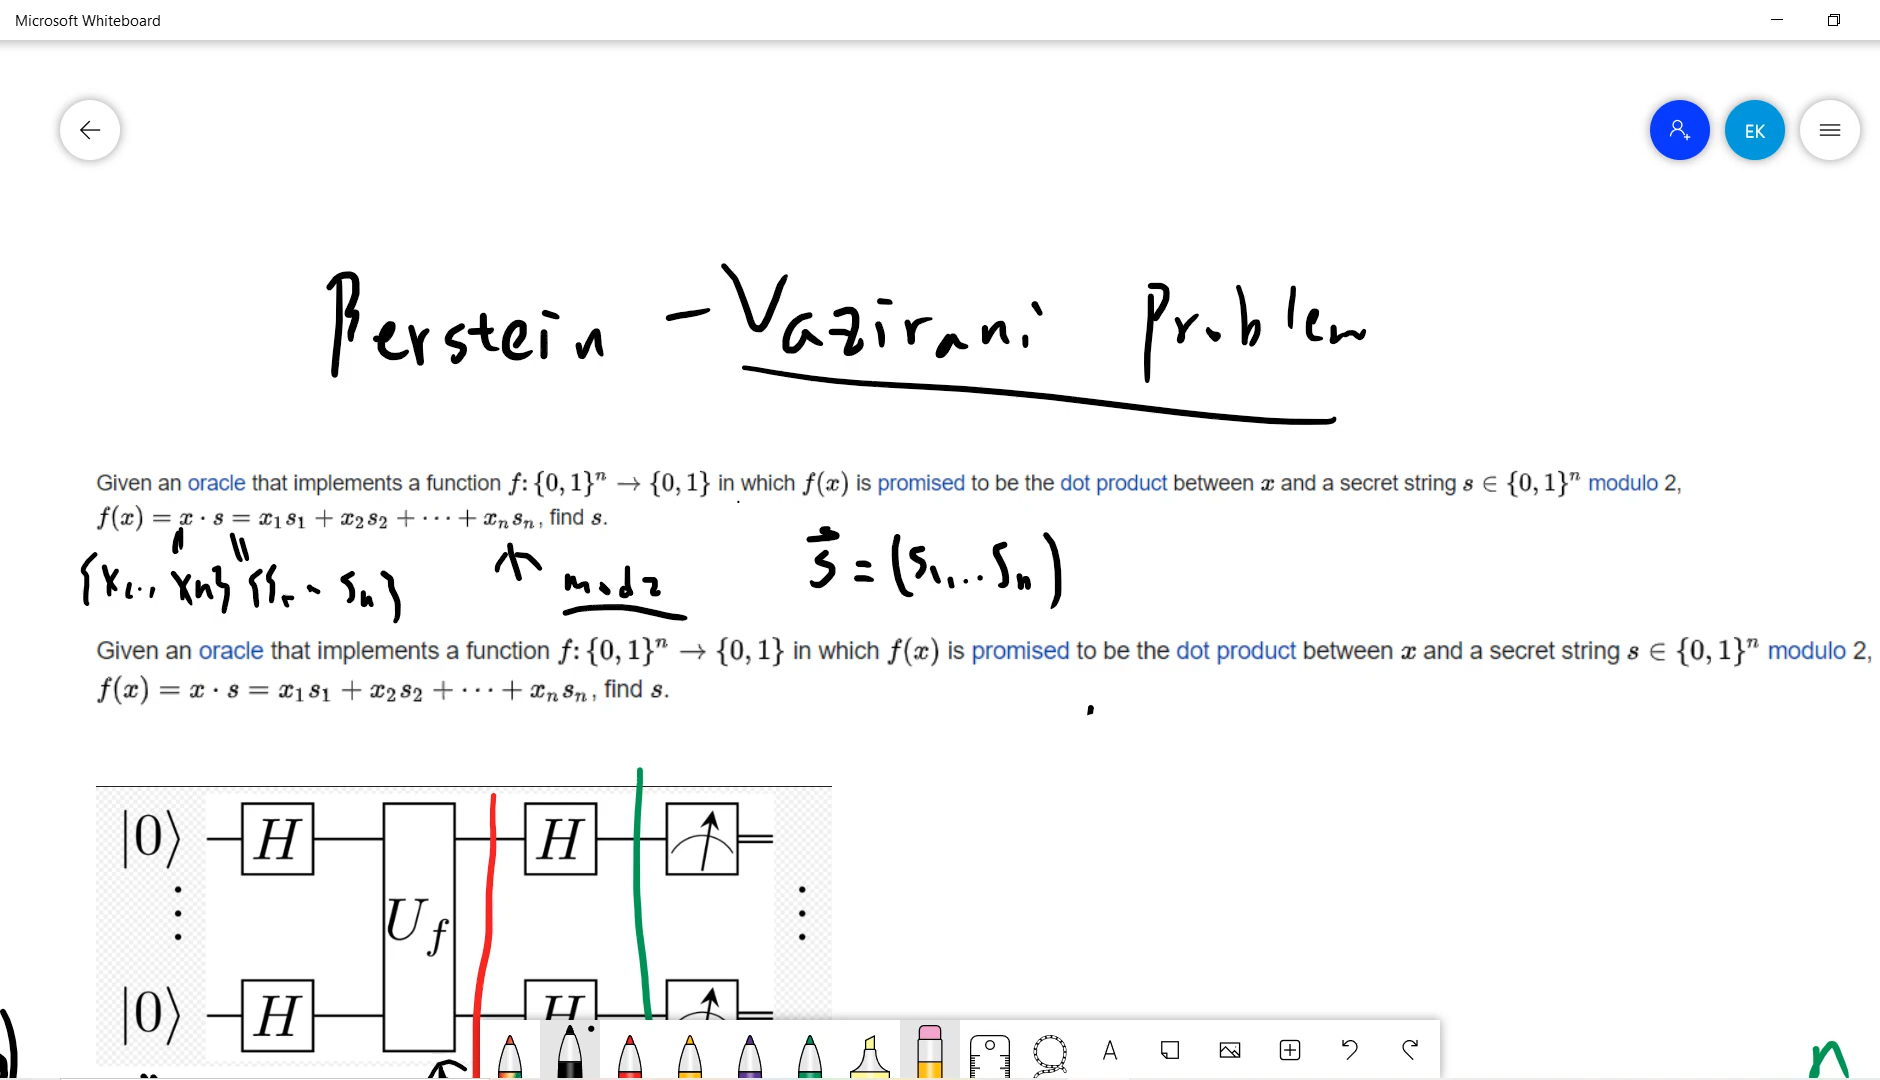 Microsoft Whiteboard
EK
Berstein - Vazirani Problem
Given an oracle that implements a function f: {0, 1}ⁿ → {0, 1} in which f(x) is promised to be the dot product between x and a secret string s ∈ {0, 1}ⁿ modulo 2,
f(x) = x · s = x₁s₁ + x₂s₂ + ··· + xₙsₙ, find s.
{x₁.., xn} {S₁ - Sn}
mod 2
s⃗ = (S₁,..Sn)
Given an oracle that implements a function f: {0, 1}ⁿ → {0, 1} in which f(x) is promised to be the dot product between x and a secret string s ∈ {0, 1}ⁿ modulo 2,
f(x) = x · s = x₁s₁ + x₂s₂ + ··· + xₙsₙ, find s.
|0⟩ H H
U_f
|0⟩ H H
A
n